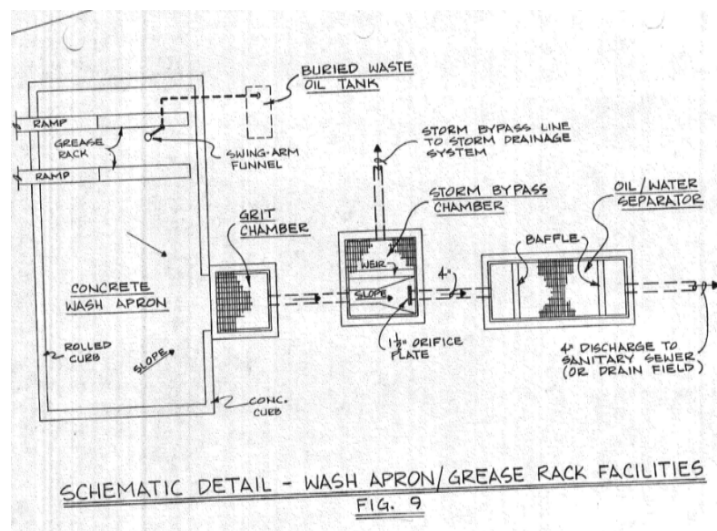 BURIED WASTE
OIL TANK
RAMP
GREASE
RACK
SWING-ARM
FUNNEL
RAMP
STORM BYPASS LINE
TO STORM DRAINAGE
SYSTEM
STORM BYPASS
CHAMBER
OIL/WATER
SEPARATOR
GRIT
CHAMBER
BAFFLE
WEIR
4"
SLOPE
CONCRETE
WASH APRON
1½" ORIFICE
PLATE
ROLLED
CURB
SLOPE
4" DISCHARGE TO
SANITARY SEWER
(OR DRAIN FIELD)
CONC.
CURB
SCHEMATIC DETAIL - WASH APRON/GREASE RACK FACILITIES
FIG. 9